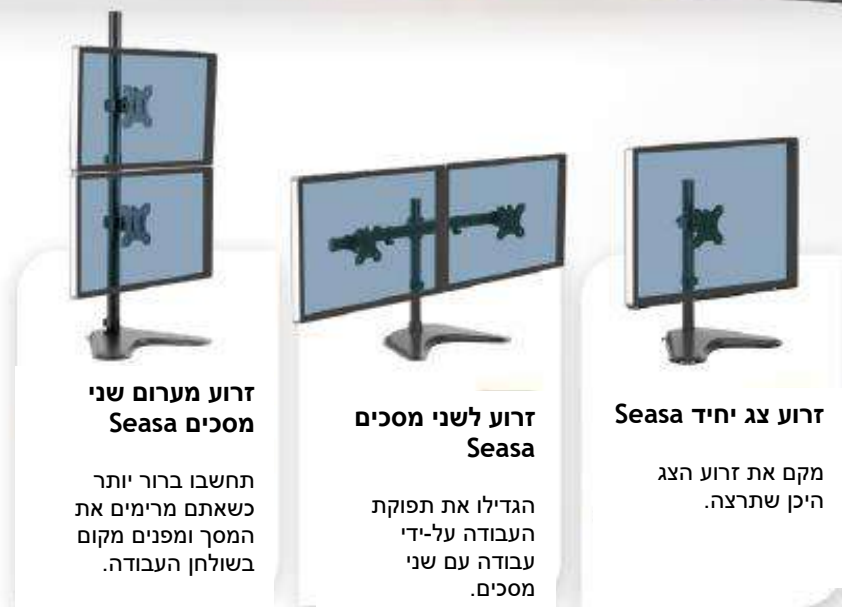 זרוע צג יחיד Seasa
מקם את זרוע הצג
היכן שתרצה.
זרוע לשני מסכים
Seasa
הגדילו את תפוקת
העבודה על-ידי
עבודה עם שני
מסכים.
זרוע מערום שני
מסכים Seasa
תחשבו ברור יותר
כשאתם מרימים את
המסך ומפנים מקום
בשולחן העבודה.